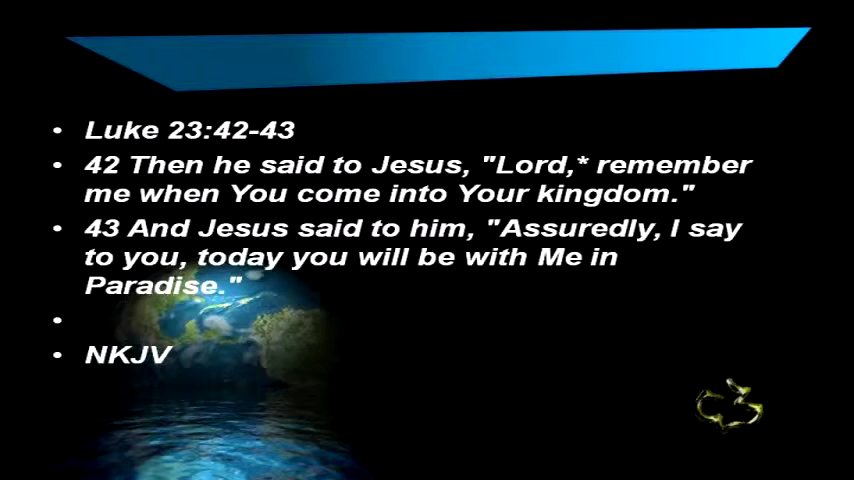 • Luke 23:42-43
• 42 Then he said to Jesus, "Lord,* remember
me when You come into Your kingdom."
• 43 And Jesus said to him, "Assuredly, I say
to you, today you will be with Me in
Paradise."
•
• NKJV
C3